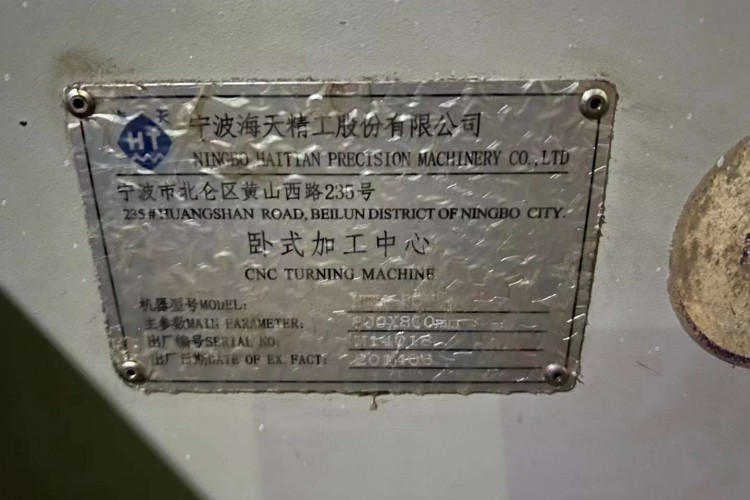 海天
HT
宁波海天精工股份有限公司
NINGBO HAITIAN PRECISION MACHINERY CO., LTD
宁波市北仑区黄山西路235号
235#HUANGSHAN ROAD, BEILUN DISTRICT OF NINGBO CITY.
卧式加工中心
CNC TURNING MACHINE
机器型号MODEL:
主参数MAIN PARAMETER: 800X800mm
出厂编号SERIAL NO:
出厂日期DATE OF EX. FACT: